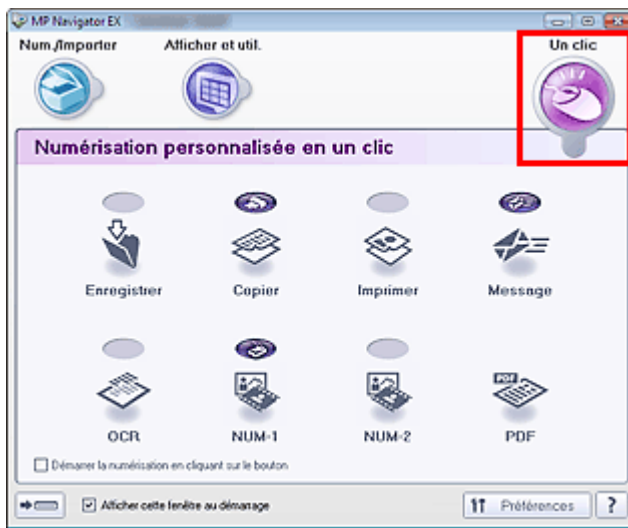 MP Navigator EX
Num./Importer Afficher et util. Un clic
Numérisation personnalisée en un clic
Enregistrer Copier Imprimer Message
PDF
OCR NUM-1 NUM-2 PDF
Démarrer la numérisation en cliquant sur le bouton
Afficher cette fenêtre au démarrage Préférences ?